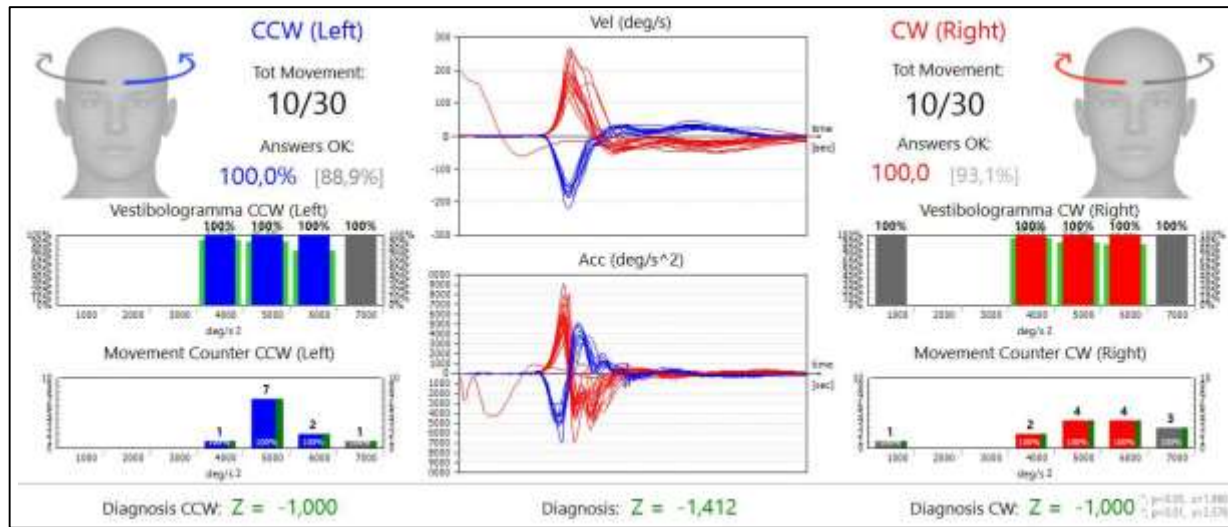 CCW (Left)
Tot Movement:
10/30
Answers OK:
100,0% [88,9%]
Vestibologramma CCW (Left)
100% 100% 100% 100%
1000 2000 3000 4000 5000 6000 7000
deg/s 2
Movement Counter CCW (Left)
1 7 2 1
1000 2000 3000 4000 5000 6000 7000
deg/s 2
Vel (deg/s)
300
200
100
0
-100
-200
-300
time
[sec]
Acc (deg/s^2)
time
[sec]
CW (Right)
Tot Movement:
10/30
Answers OK:
100,0 [93,1%]
Vestibologramma CW (Right)
100% 100% 100% 100% 100%
1000 2000 3000 4000 5000 6000 7000
deg/s 2
Movement Counter CW (Right)
1 2 4 4 3
1000 2000 3000 4000 5000 6000 7000
deg/s 2
Diagnosis CCW: Z = -1,000
Z = -1,412
Diagnosis CW: Z = -1,000